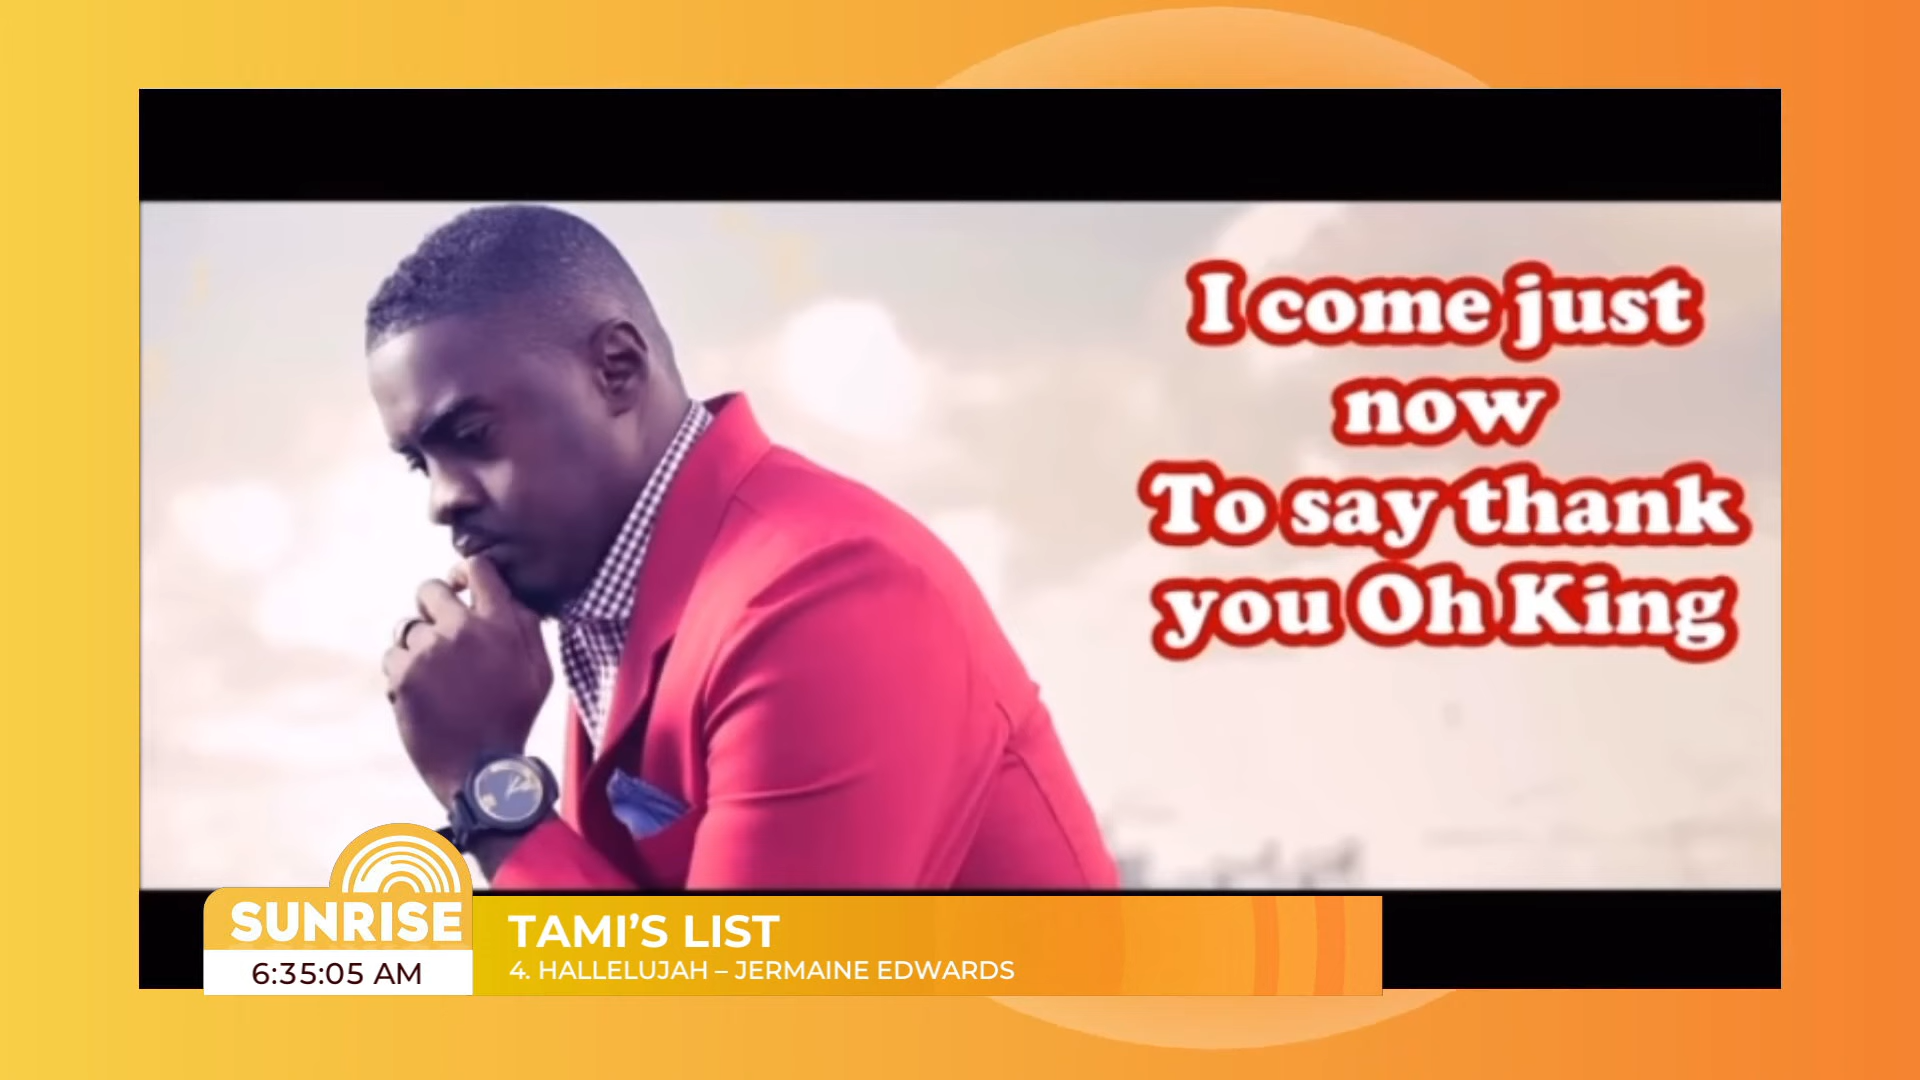 I come just
now
To say thank
you Oh King
SUNRISE
6:35:05 AM
TAMI’S LIST
4. HALLELUJAH – JERMAINE EDWARDS